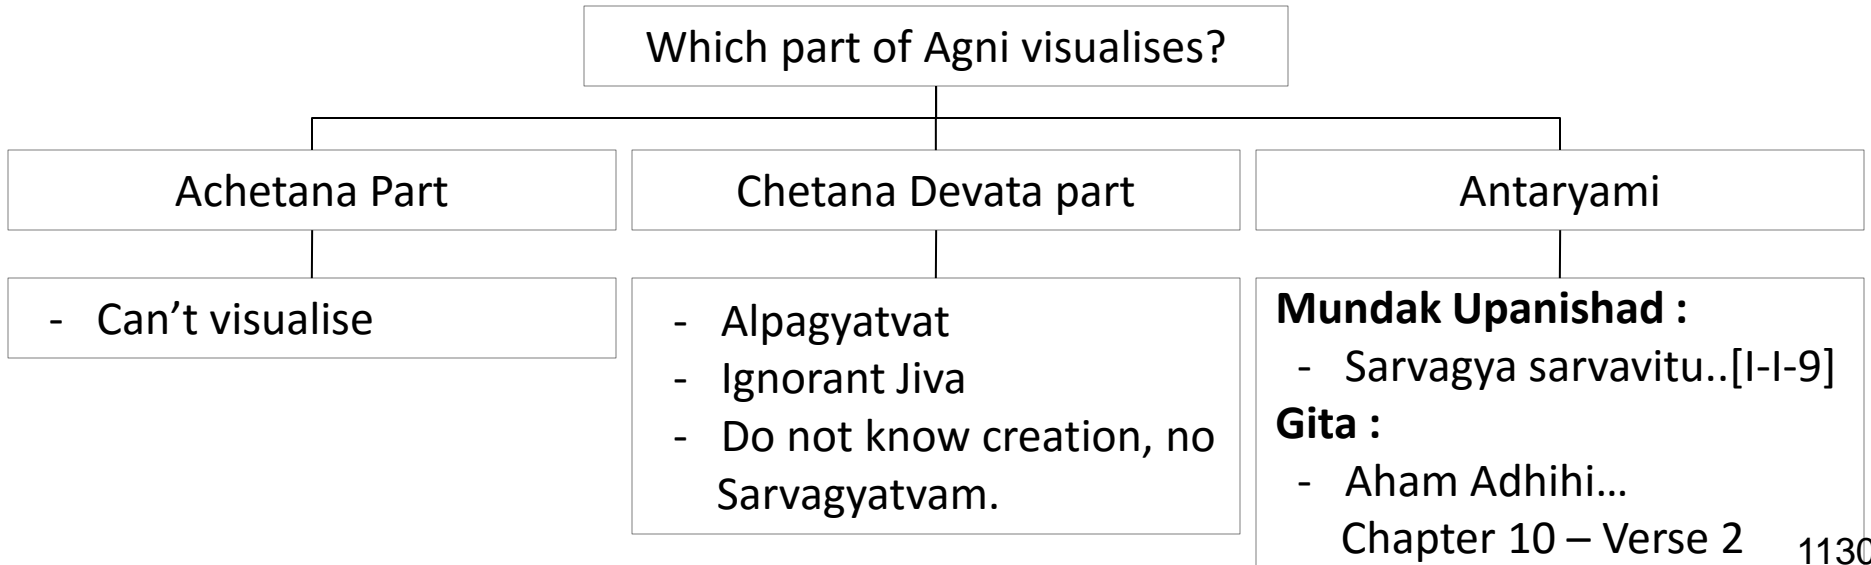 Which part of Agni visualises?
Achetana Part
Chetana Devata part
Antaryami
- Can’t visualise
- Alpagyatvat
- Ignorant Jiva
- Do not know creation, no
Sarvagyatvam.
Mundak Upanishad :
- Sarvagya sarvavitu..[I-I-9]
Gita :
- Aham Adhihi...
Chapter 10 – Verse 2
1130